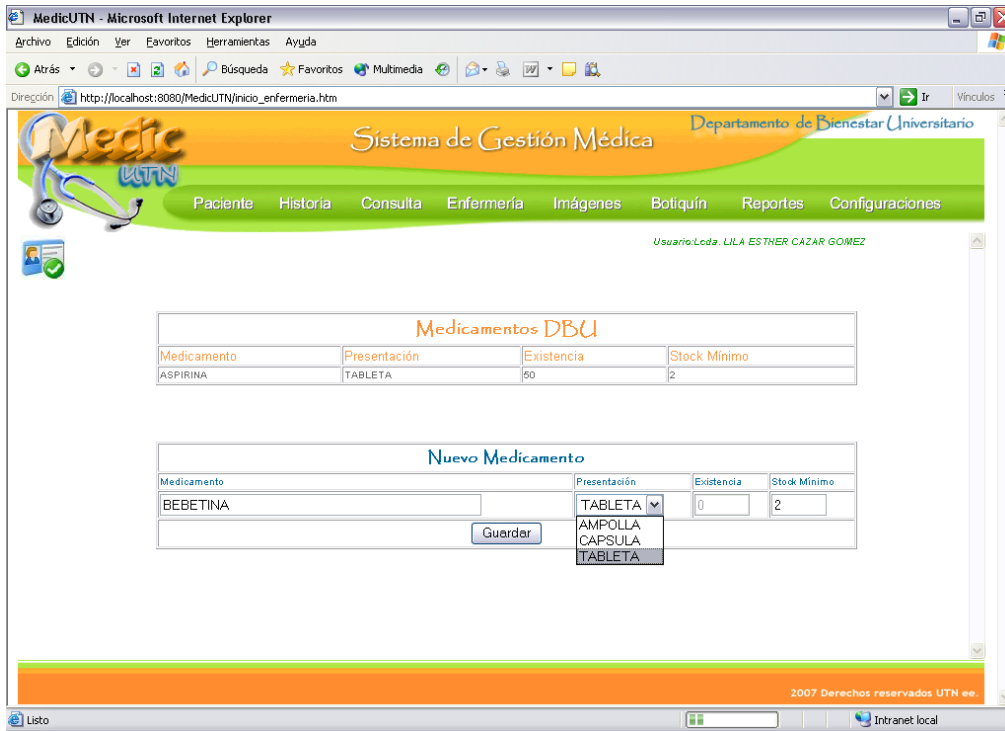 MedicUTN - Microsoft Internet Explorer
Archivo Edición Ver Favoritos Herramientas Ayuda
Atrás Búsqueda Favoritos Multimedia
Dirección http://localhost:8080/MedicUTN/inicio_enfermeria.htm Ir Vínculos
Medic UTN
Sistema de Gestión Médica
Departamento de Bienestar Universitario
Paciente Historia Consulta Enfermería Imágenes Botiquín Reportes Configuraciones
Usuario:Lcda. LILA ESTHER CAZAR GOMEZ
Medicamentos DBU
Medicamento Presentación Existencia Stock Mínimo
ASPIRINA TABLETA 50 2
Nuevo Medicamento
Medicamento Presentación Existencia Stock Mínimo
BEBETINA TABLETA 0 2
Guardar
AMPOLLA
CAPSULA
TABLETA
2007 Derechos reservados UTN ee.
Listo Intranet local